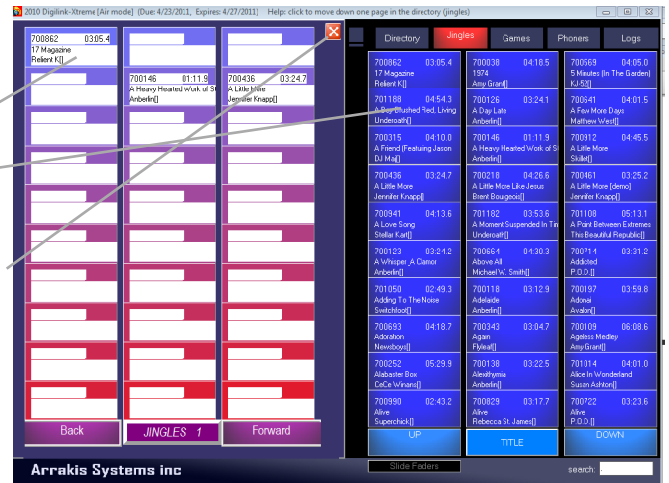 2010 Digilink-Xtreme [Air mode] (Due: 4/23/2011, Expires: 4/27/2011) Help: click to move down one page in the directory (jingles)
700862 03:05.4
17 Magazine
Relient K[]
700146 01:11.9
A Heavy Hearted Work of St
Anberlin[]
700436 03:24.7
A Little More
Jennifer Knapp[]
Back
JINGLES 1
Forward
Directory Jingles Games Phoners Logs
700862 03:05.4
17 Magazine
Relient K[]
700038 04:18.5
1974
Amy Grant[]
700569 04:05.0
5 Minutes (In The Garden)
KJ-52[]
701188 04:54.3
A Boy Brushed Red, Living
Underoath[]
700126 03:24.1
A Day Late
Anberlin[]
700641 04:01.5
A Few More Days
Matthew West[]
700315 04:10.0
A Friend (Featuring Jason
DJ Maj[]
700146 01:11.9
A Heavy Hearted Work of S
Anberlin[]
700912 04:45.5
A Little More
Skillet[]
700436 03:24.7
A Little More
Jennifer Knapp[]
700218 04:26.6
A Little More Like Jesus
Brent Bourgeois[]
700461 03:25.2
A Little More [demo]
Jennifer Knapp[]
700941 04:13.6
A Love Song
Stellar Kart[]
701182 03:53.6
A Moment Suspended In Tin
Underoath[]
701108 05:13.1
A Point Between Extremes
This Beautiful Republic[]
700123 03:24.2
A Whisper, A Clamor
Anberlin[]
700664 04:30.3
Above All
Michael W. Smith[]
700714 03:31.2
Addicted
P.O.D.[]
701050 02:49.3
Adding To The Noise
Switchfoot[]
700118 03:12.9
Adelaide
Anberlin[]
700197 03:59.8
Adonai
Avalon[]
700693 04:18.7
Adoration
Newsboys[]
700343 03:04.7
Again
Flyleaf[]
700109 06:08.6
Ageless Medley
Amy Grant[]
700252 05:29.9
Alabaster Box
CeCe Winans[]
700138 03:22.5
Alexithymia
Anberlin[]
701014 04:01.0
Alice In Wonderland
Susan Ashton[]
700990 02:43.2
Alive
Superchick[]
700829 03:17.7
Alive
Rebecca St. James[]
700722 03:23.6
Alive
P.O.D.[]
UP TITLE DOWN
Arrakis Systems inc
Slide Faders
search: